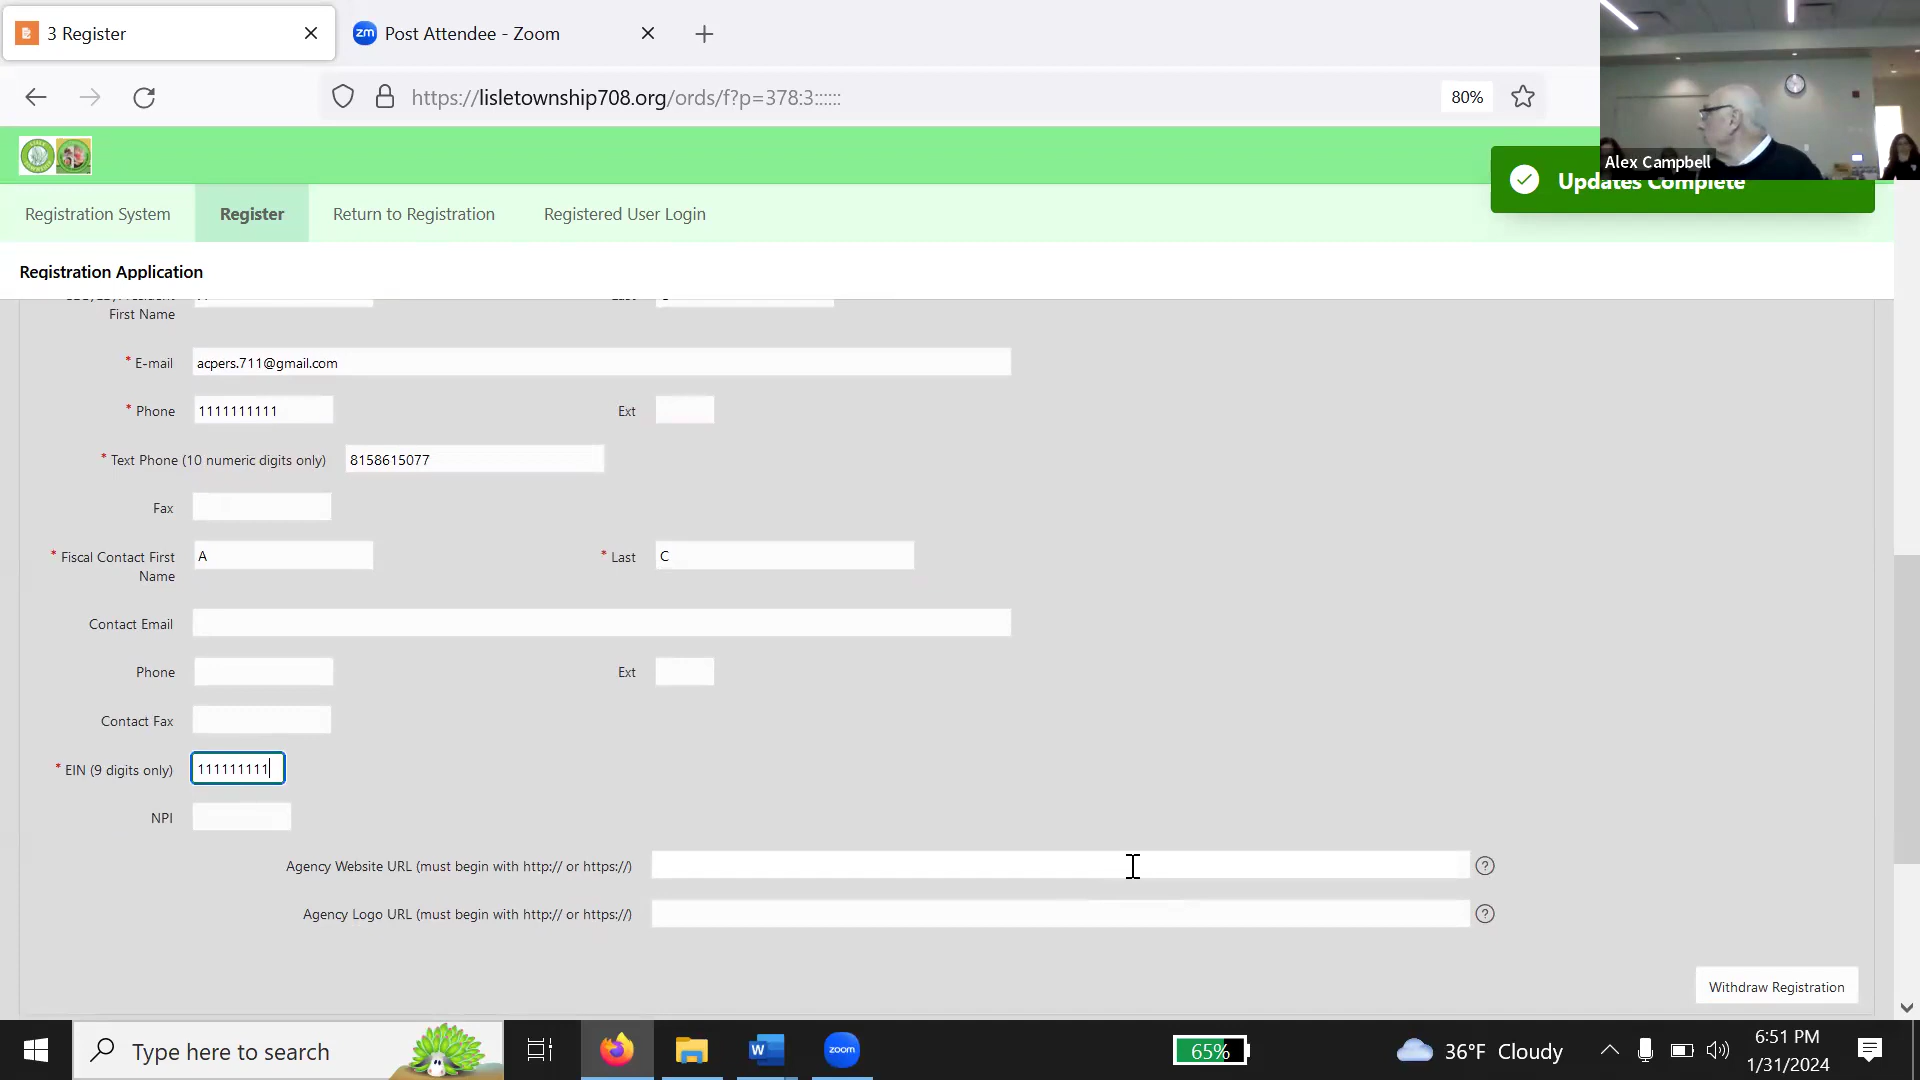 3 Register
Post Attendee - Zoom
https://lisletownship708.org/ords/f?p=378:3::::::
80%
Alex Campbell
Updates Complete
Registration System
Register
Return to Registration
Registered User Login
Registration Application
First Name
* E-mail
acpers.711@gmail.com
* Phone
1111111111
Ext
* Text Phone (10 numeric digits only)
8158615077
Fax
* Fiscal Contact First Name
A
* Last
C
Contact Email
Phone
Ext
Contact Fax
* EIN (9 digits only)
111111111
NPI
Agency Website URL (must begin with http:// or https://)
Agency Logo URL (must begin with http:// or https://)
Withdraw Registration
Type here to search
zoom
65%
36°F Cloudy
6:51 PM
1/31/2024